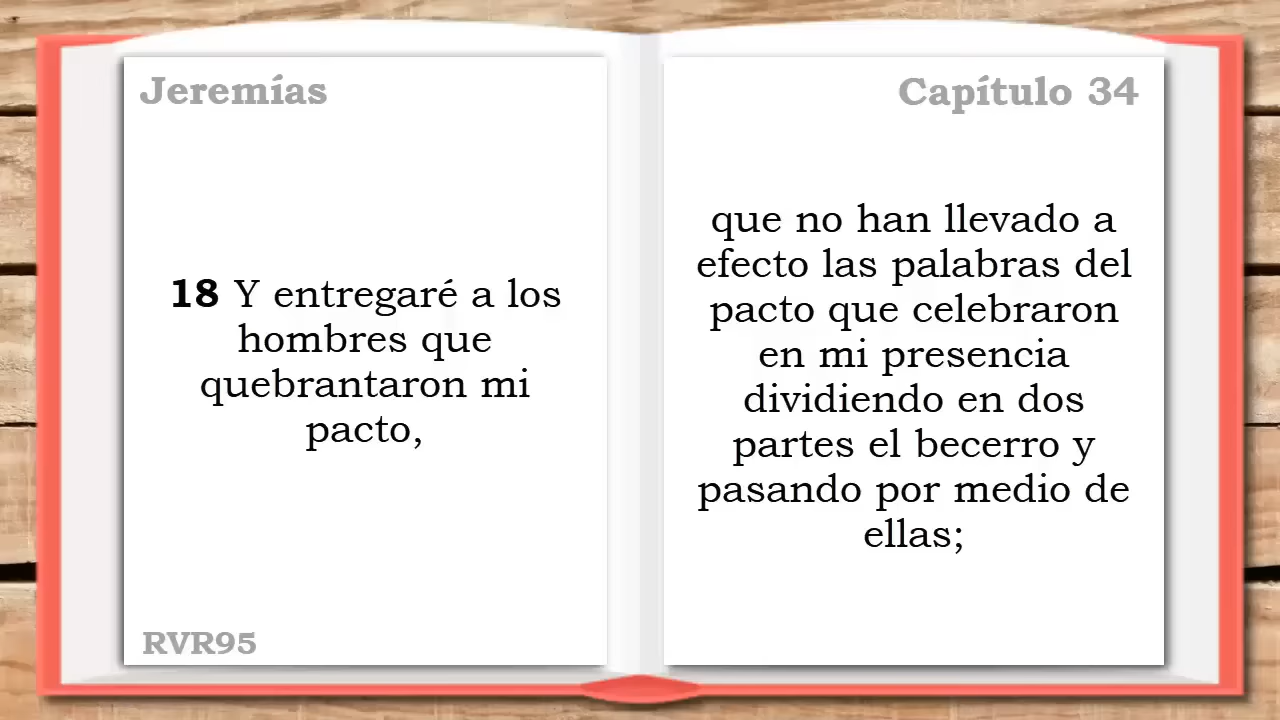 Jeremías
18 Y entregaré a los
hombres que
quebrantaron mi
pacto,
RVR95
Capítulo 34
que no han llevado a
efecto las palabras del
pacto que celebraron
en mi presencia
dividiendo en dos
partes el becerro y
pasando por medio de
ellas;